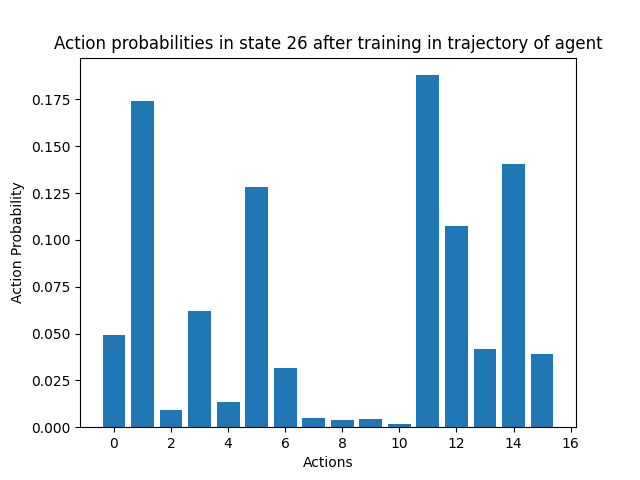 Action probabilities in state 26 after training in trajectory of agent
Action Probability
0.175
0.150
0.125
0.100
0.075
0.050
0.025
0.000
0 2 4 6 8 10 12 14 16
Actions